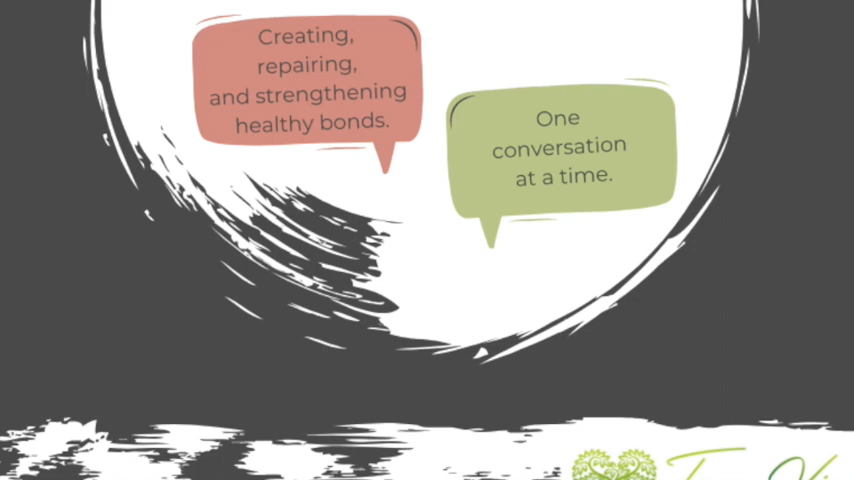 Creating,
repairing,
and strengthening
healthy bonds.
One
conversation
at a time.